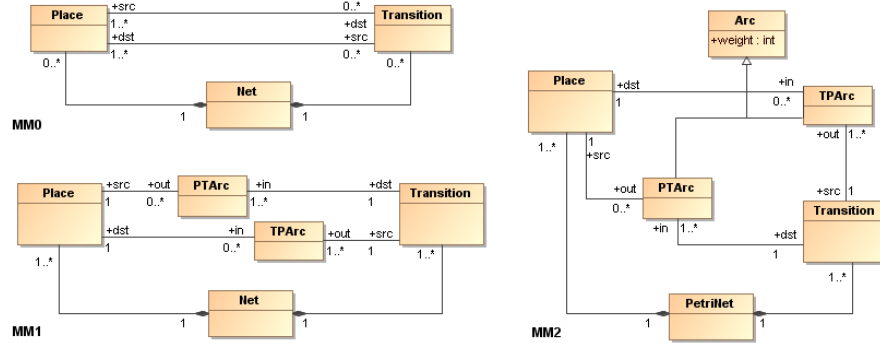 Place
+src
0..*
Transition
1..*
+dst
+dst
+src
0..*
1..*
0..*
0..*
Net
1
1
MM0
Place
+src
+out
PTArc
+in
+dst
Transition
1
0..*
1..*
1
+dst
+in
TPArc
+out
+src
1
0..*
1..*
1
1..*
1..*
Net
1
1
MM1
Arc
+weight : int
Place
+dst
+in
TPArc
1
0..*
1..*
1
+src
+out
1..*
+out
PTArc
0..*
+src
1
Transition
+in
1..*
+dst
1
1..*
PetriNet
1
1
MM2